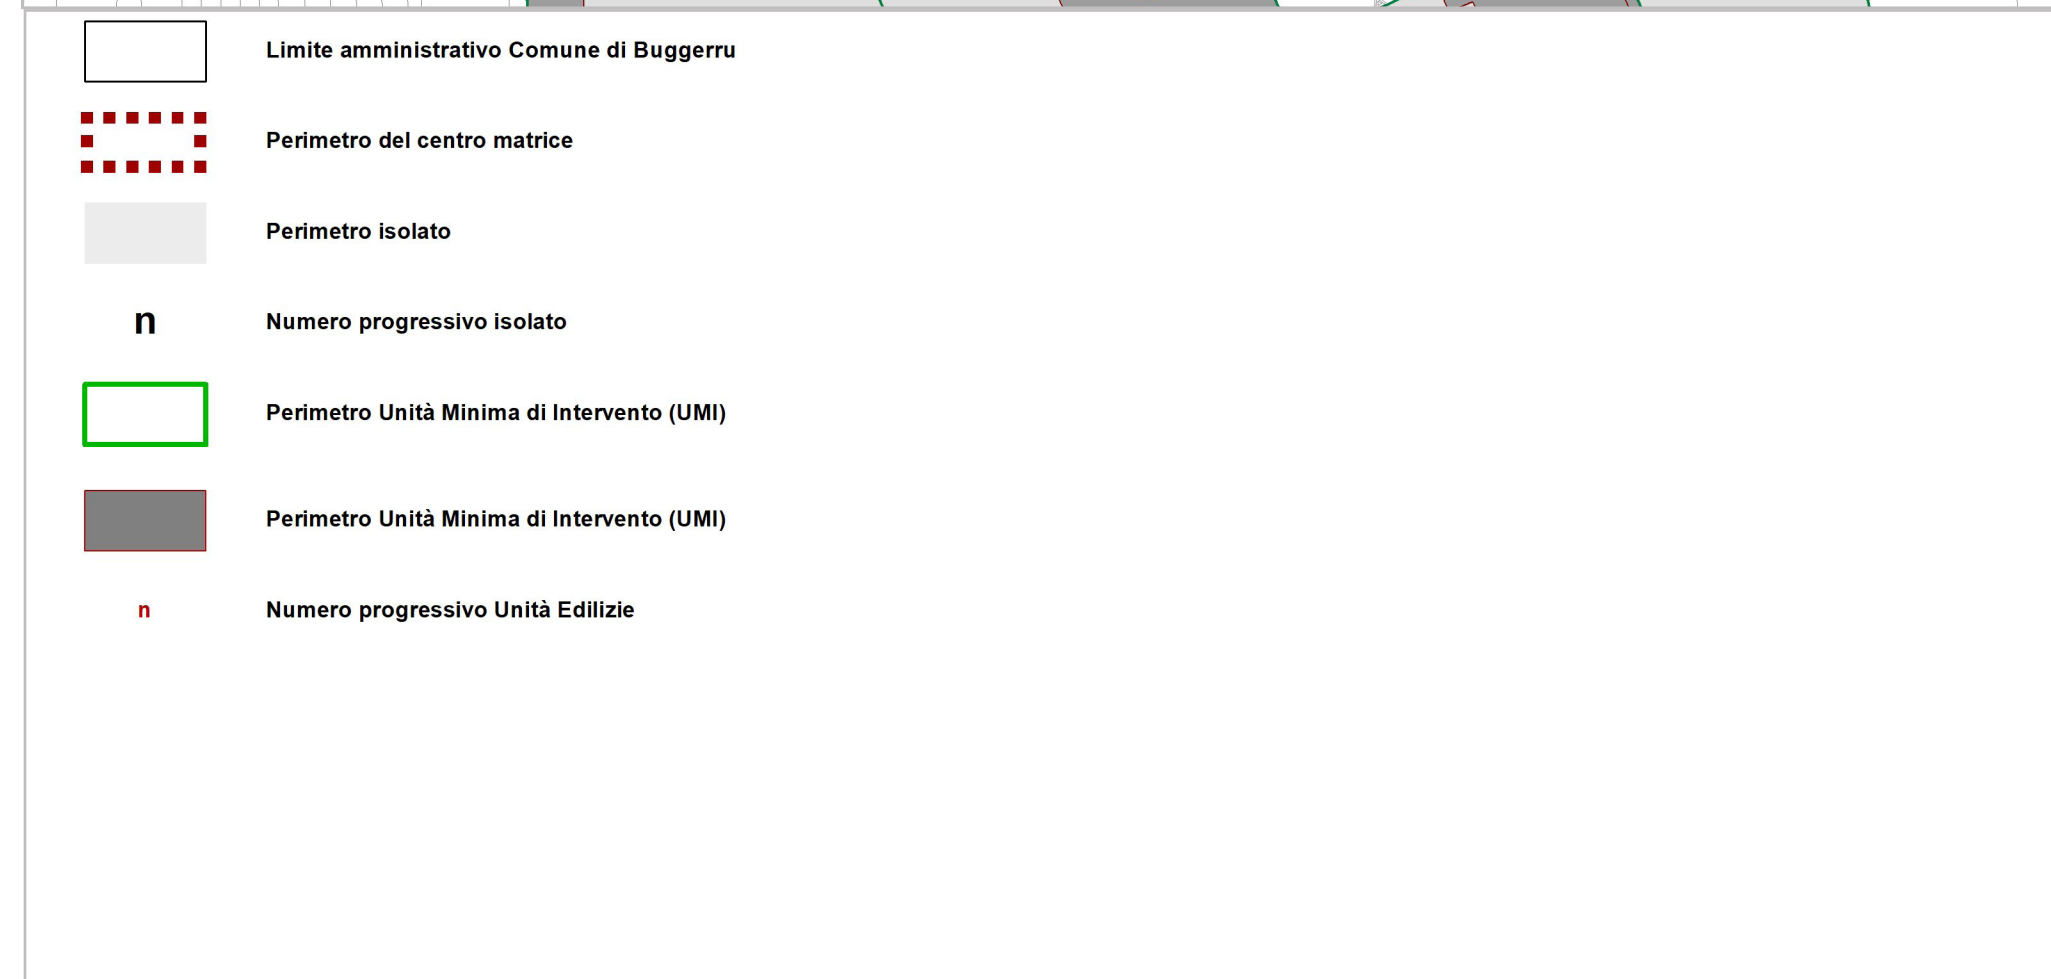 Limite amministrativo Comune di Buggerru
Perimetro del centro matrice
Perimetro isolato
n
Numero progressivo isolato
Perimetro Unità Minima di Intervento (UMI)
Perimetro Unità Minima di Intervento (UMI)
n
Numero progressivo Unità Edilizie